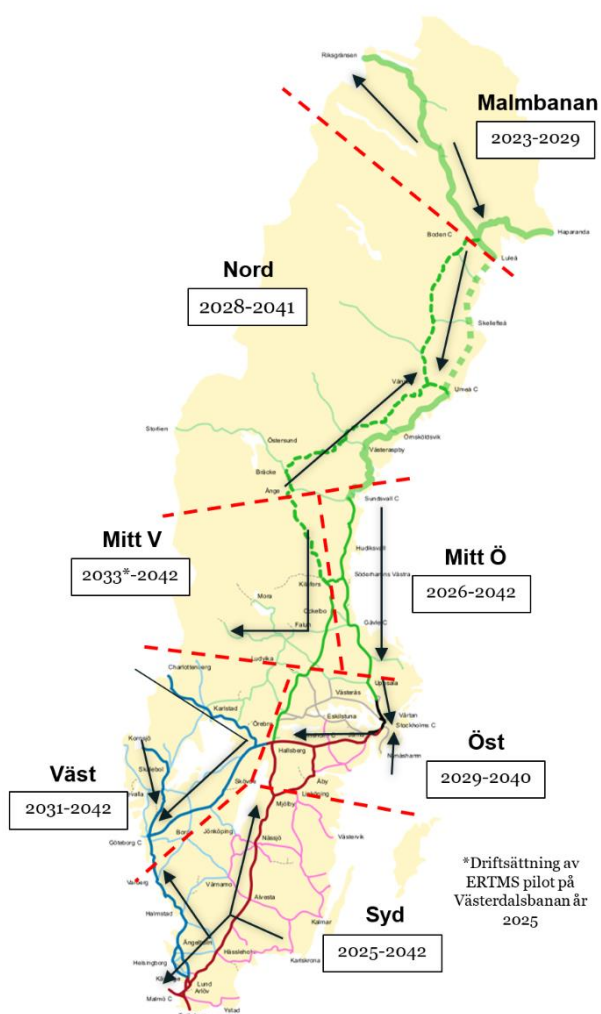 Riksgränsen
Malmbanan
2023-2029
Boden C
Haparanda
Luleå
Nord
2028-2041
Skellefteå
Umeå C
Storlien
Östersund
Örnsköldsvik
Västeraspby
Bräcke
Ånge
Sundsvall C
Mitt V
2033*-2042
Hudiksvall
Mitt Ö
2026-2042
Söderhamns Västra
Kilafors
Mora
Ockelbo
Falun
Gävle C
Ludvika
Charlottenberg
Uppsala
Västerås
Karlstad
Örebro
Eskilstuna
Värtan
Stockholms C
Kornsjö
Hallsberg
Nynäshamn
Öst
2029-2040
Väst
2031-2042
Skövde
Åby
Linköping
Mjölby
Göteborg C
Borås
Jönköping
Nässjö
Västervik
*Driftsättning av
ERTMS pilot på
Västerdalsbanan år
2025
Varberg
Värnamo
Alvesta
Halmstad
Kalmar
Syd
2025-2042
Ängelholm
Hässleholm
Karlskrona
Helsingborg
Lund
Arlöv
Malmö C
Ystad